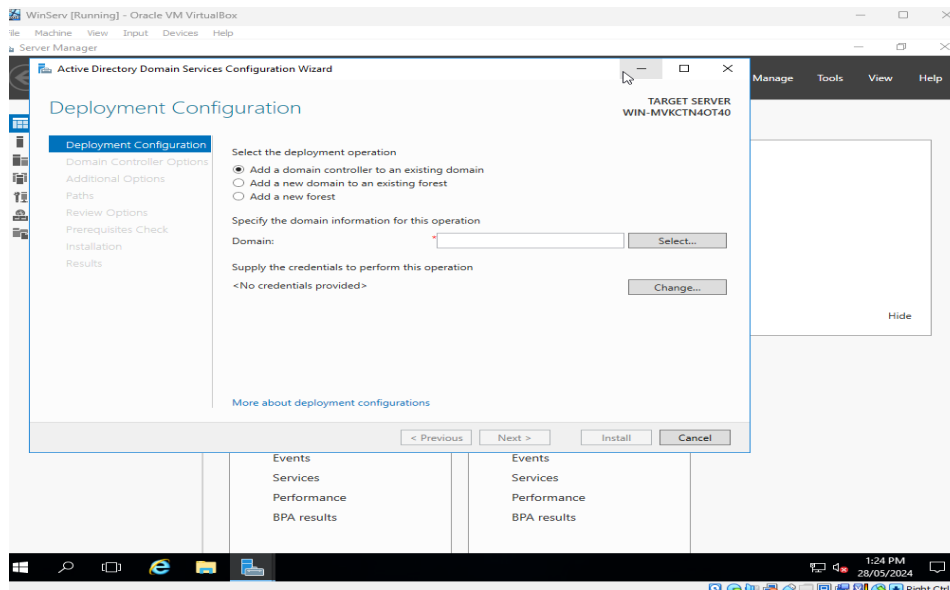 WinServ [Running] - Oracle VM VirtualBox
File Machine View Input Devices Help
Server Manager
Active Directory Domain Services Configuration Wizard
Manage Tools View Help
Deployment Configuration
TARGET SERVER
WIN-MVKCTN4OT40
Deployment Configuration
Domain Controller Options
Additional Options
Paths
Review Options
Prerequisites Check
Installation
Results
Select the deployment operation
Add a domain controller to an existing domain
Add a new domain to an existing forest
Add a new forest
Specify the domain information for this operation
Domain: * Select...
Supply the credentials to perform this operation
<No credentials provided> Change...
Hide
More about deployment configurations
< Previous Next > Install Cancel
Events Events
Services Services
Performance Performance
BPA results BPA results
1:24 PM
28/05/2024
Right Ctrl